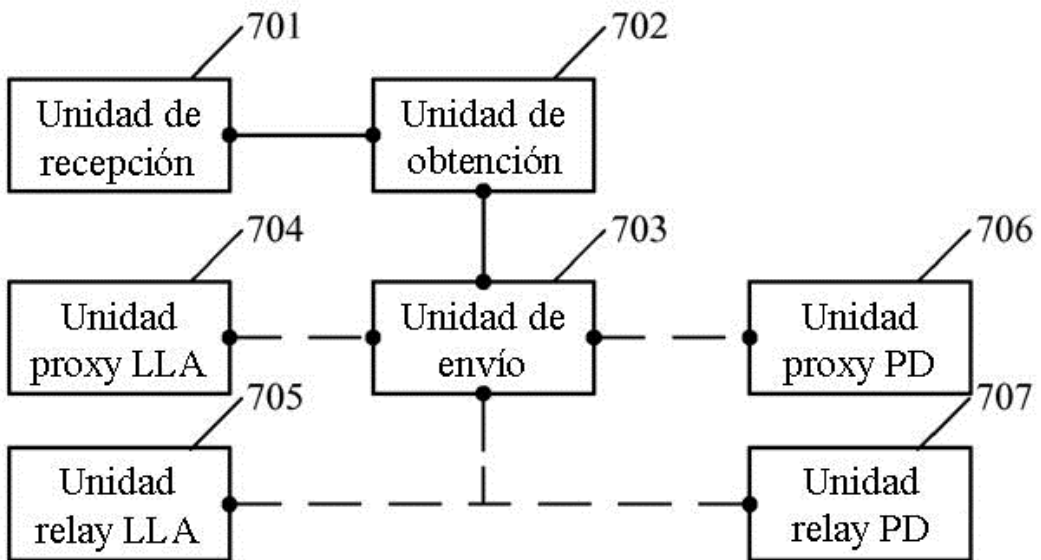 701
702
Unidad de
recepción
Unidad de
obtención
704
703
706
Unidad
proxy LLA
Unidad de
envío
Unidad
proxy PD
705
707
Unidad
relay LLA
Unidad
relay PD